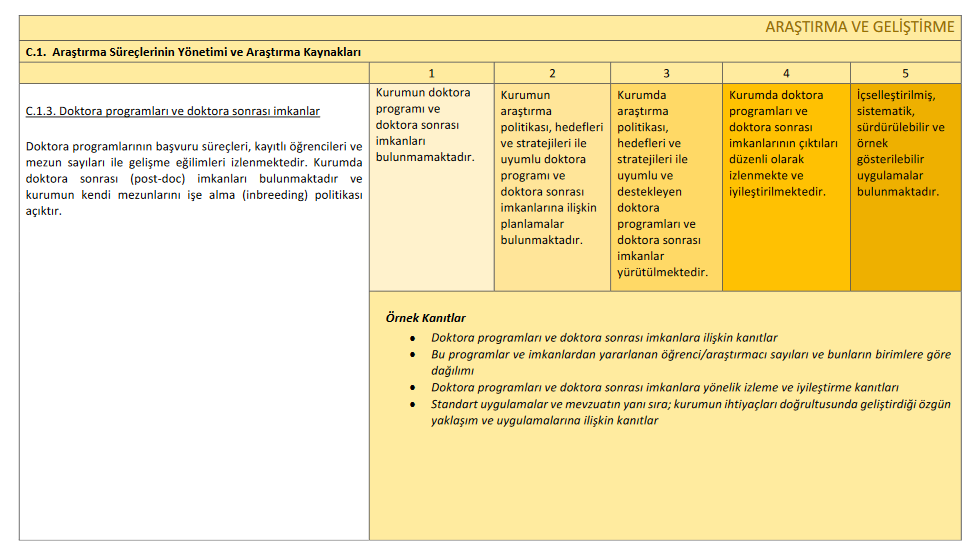 ARAŞTIRMA VE GELİŞTİRME
C.1. Araştırma Süreçlerinin Yönetimi ve Araştırma Kaynakları
1
2
3
4
5
C.1.3. Doktora programları ve doktora sonrası imkanlar
Doktora programlarının başvuru süreçleri, kayıtlı öğrencileri ve
mezun sayıları ile gelişme eğilimleri izlenmektedir. Kurumda
doktora sonrası (post-doc) imkanları bulunmaktadır ve
kurumun kendi mezunlarını işe alma (inbreeding) politikası
açıktır.
Kurumun doktora
programı ve
doktora sonrası
imkanları
bulunmamaktadır.
Kurumun
araştırma
politikası, hedefleri
ve stratejileri ile
uyumlu doktora
programı ve
doktora sonrası
imkanlarına ilişkin
planlamalar
bulunmaktadır.
Kurumda
araştırma
politikası,
hedefleri ve
stratejileri ile
uyumlu ve
destekleyen
doktora
programları ve
doktora sonrası
imkanlar
yürütülmektedir.
Kurumda doktora
programları ve
doktora sonrası
imkanlarının çıktıları
düzenli olarak
izlenmekte ve
iyileştirilmektedir.
İçselleştirilmiş,
sistematik,
sürdürülebilir ve
örnek
gösterilebilir
uygulamalar
bulunmaktadır.
Örnek Kanıtlar
• Doktora programları ve doktora sonrası imkanlara ilişkin kanıtlar
• Bu programlar ve imkanlardan yararlanan öğrenci/araştırmacı sayıları ve bunların birimlere göre
dağılımı
• Doktora programları ve doktora sonrası imkanlara yönelik izleme ve iyileştirme kanıtları
• Standart uygulamalar ve mevzuatın yanı sıra; kurumun ihtiyaçları doğrultusunda geliştirdiği özgün
yaklaşım ve uygulamalarına ilişkin kanıtlar